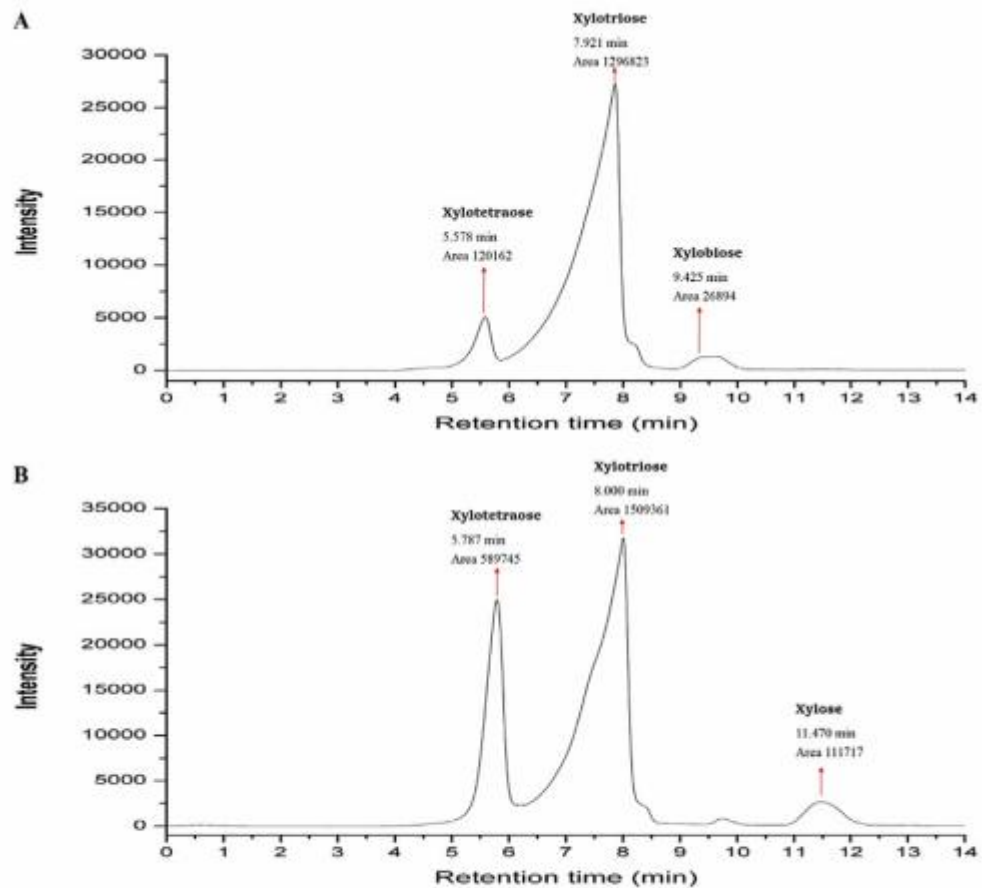 A
Xylotriose
7.921 min
Area 1296823
30000
25000
20000
15000
10000
5000
0
Intensity
Xylotetraose
5.578 min
Area 120162
Xylobiose
9.425 min
Area 26894
0 1 2 3 4 5 6 7 8 9 10 11 12 13 14
Retention time (min)
B
Xylotriose
8.000 min
Area 1509361
35000
30000
25000
20000
15000
10000
5000
0
Intensity
Xylotetraose
5.787 min
Area 589745
Xylose
11.470 min
Area 111717
0 1 2 3 4 5 6 7 8 9 10 11 12 13 14
Retention time (min)